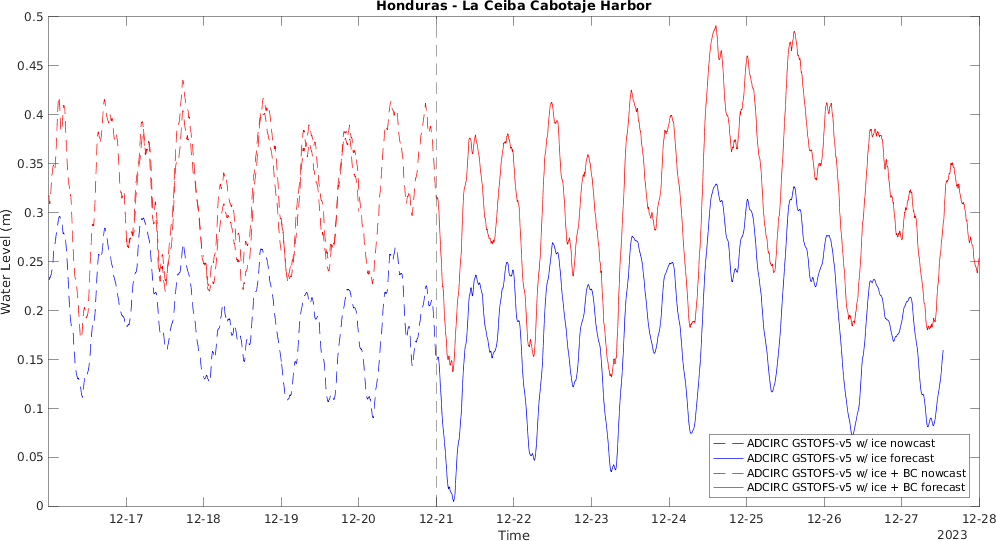 Honduras - La Ceiba Cabotaje Harbor
0.5
0.45
0.4
0.35
0.3
0.25
0.2
0.15
0.1
0.05
0
Water Level (m)
ADCIRC GSTOFS-v5 w/ ice nowcast
ADCIRC GSTOFS-v5 w/ ice forecast
ADCIRC GSTOFS-v5 w/ ice + BC nowcast
ADCIRC GSTOFS-v5 w/ ice + BC forecast
12-17 12-18 12-19 12-20 12-21 12-22 12-23 12-24 12-25 12-26 12-27 12-28
Time
2023